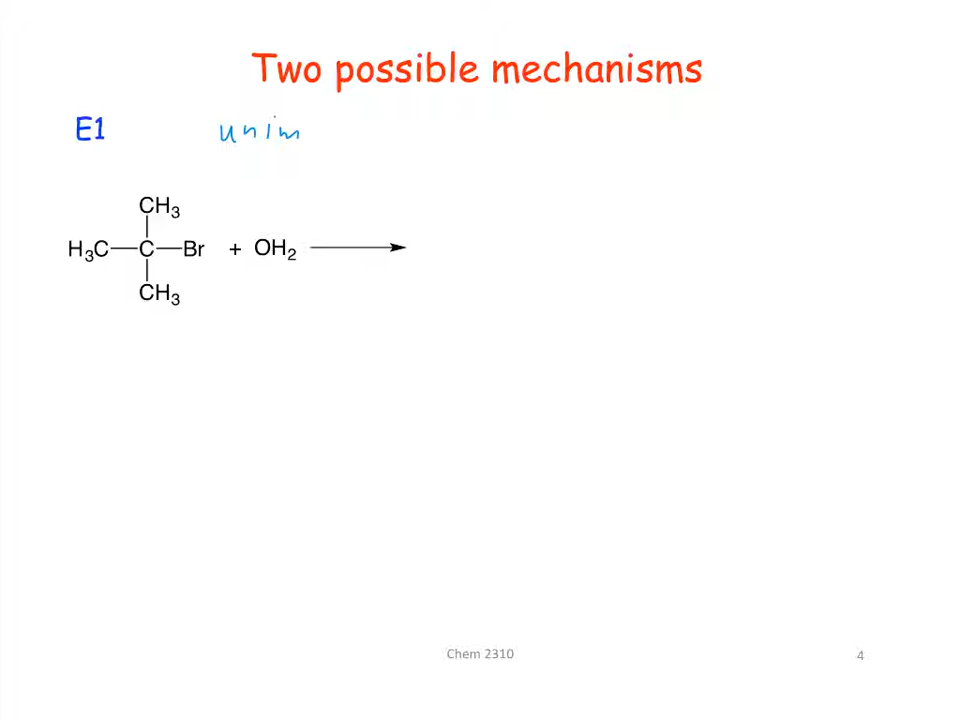 Two possible mechanisms
E1 unim
CH3
H3C—C—Br + OH2
CH3
Chem 2310
4